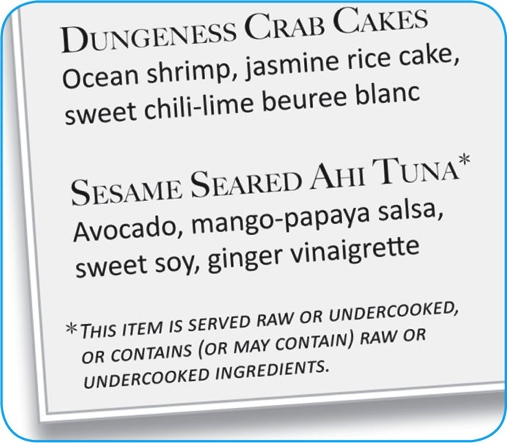 Dungeness Crab Cakes
Ocean shrimp, jasmine rice cake,
sweet chili-lime beuree blanc
Sesame Seared Ahi Tuna*
Avocado, mango-papaya salsa,
sweet soy, ginger vinaigrette
*THIS ITEM IS SERVED RAW OR UNDERCOOKED,
OR CONTAINS (OR MAY CONTAIN) RAW OR
UNDERCOOKED INGREDIENTS.